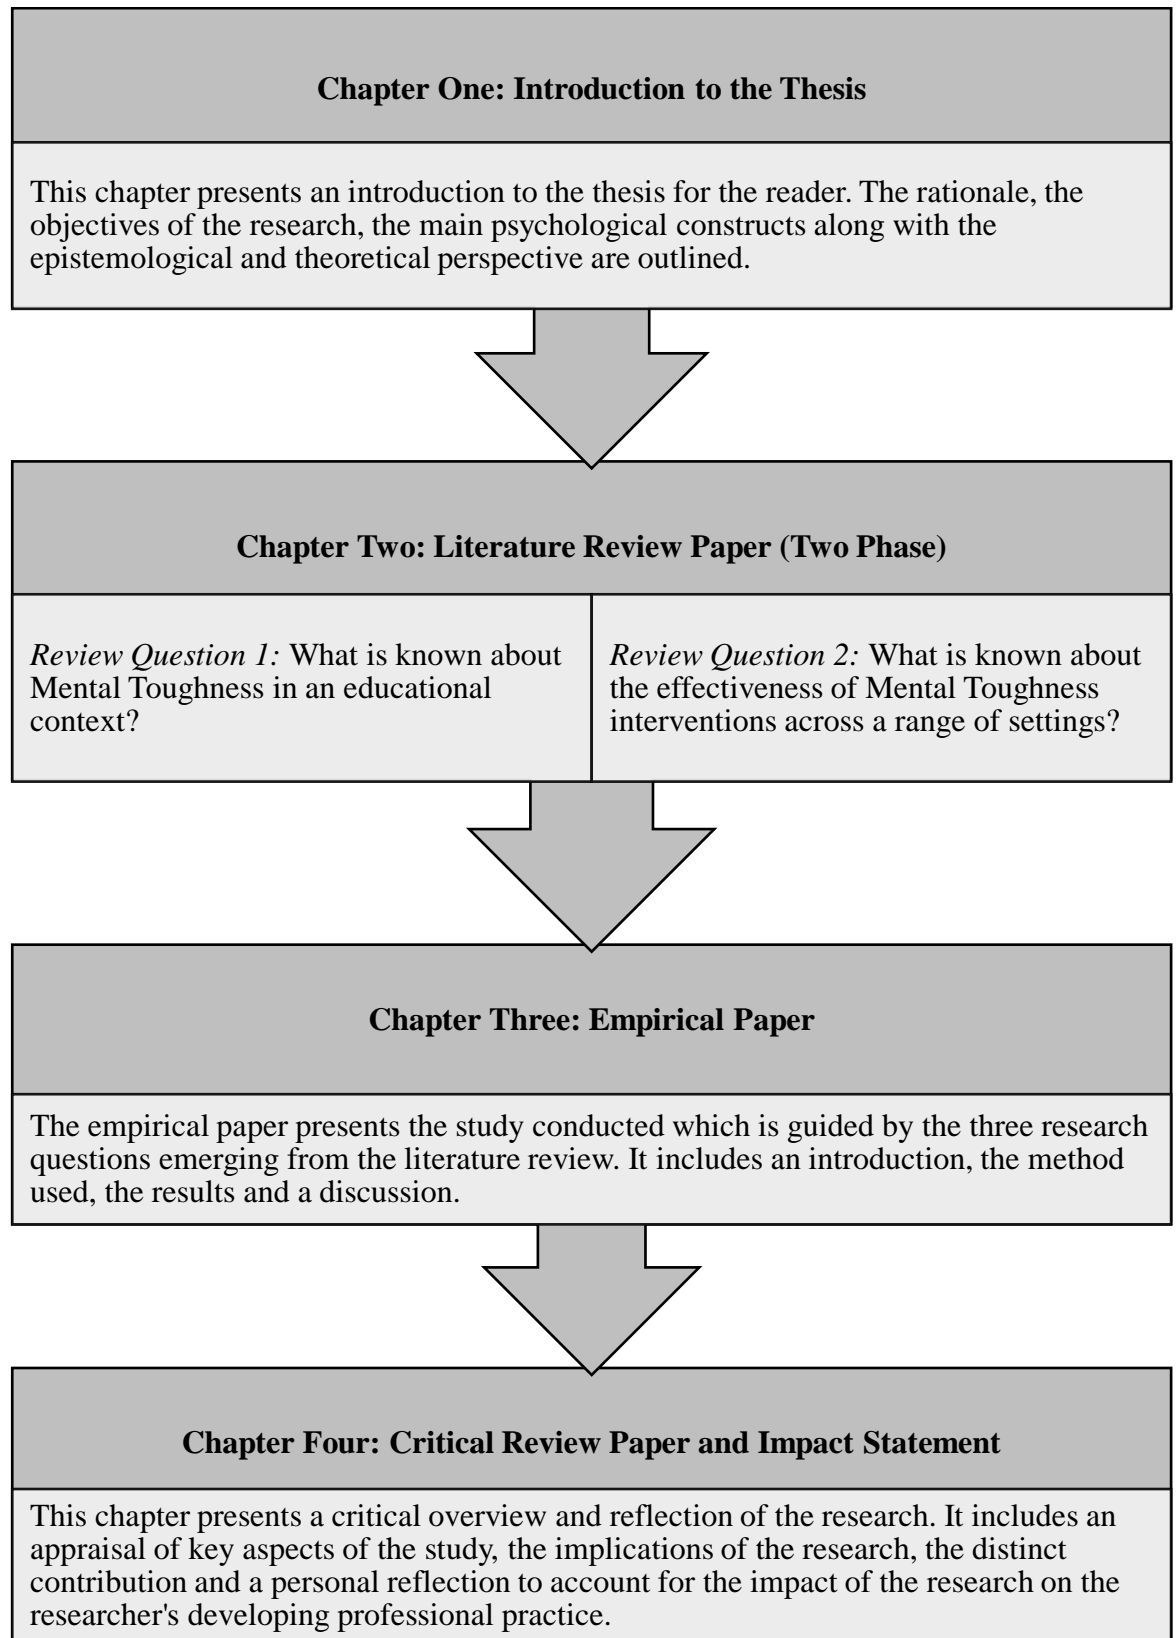 Chapter One: Introduction to the Thesis
This chapter presents an introduction to the thesis for the reader. The rationale, the
objectives of the research, the main psychological constructs along with the
epistemological and theoretical perspective are outlined.
Chapter Two: Literature Review Paper (Two Phase)
Review Question 1: What is known about
Mental Toughness in an educational
context?
Review Question 2: What is known about
the effectiveness of Mental Toughness
interventions across a range of settings?
Chapter Three: Empirical Paper
The empirical paper presents the study conducted which is guided by the three research
questions emerging from the literature review. It includes an introduction, the method
used, the results and a discussion.
Chapter Four: Critical Review Paper and Impact Statement
This chapter presents a critical overview and reflection of the research. It includes an
appraisal of key aspects of the study, the implications of the research, the distinct
contribution and a personal reflection to account for the impact of the research on the
researcher's developing professional practice.